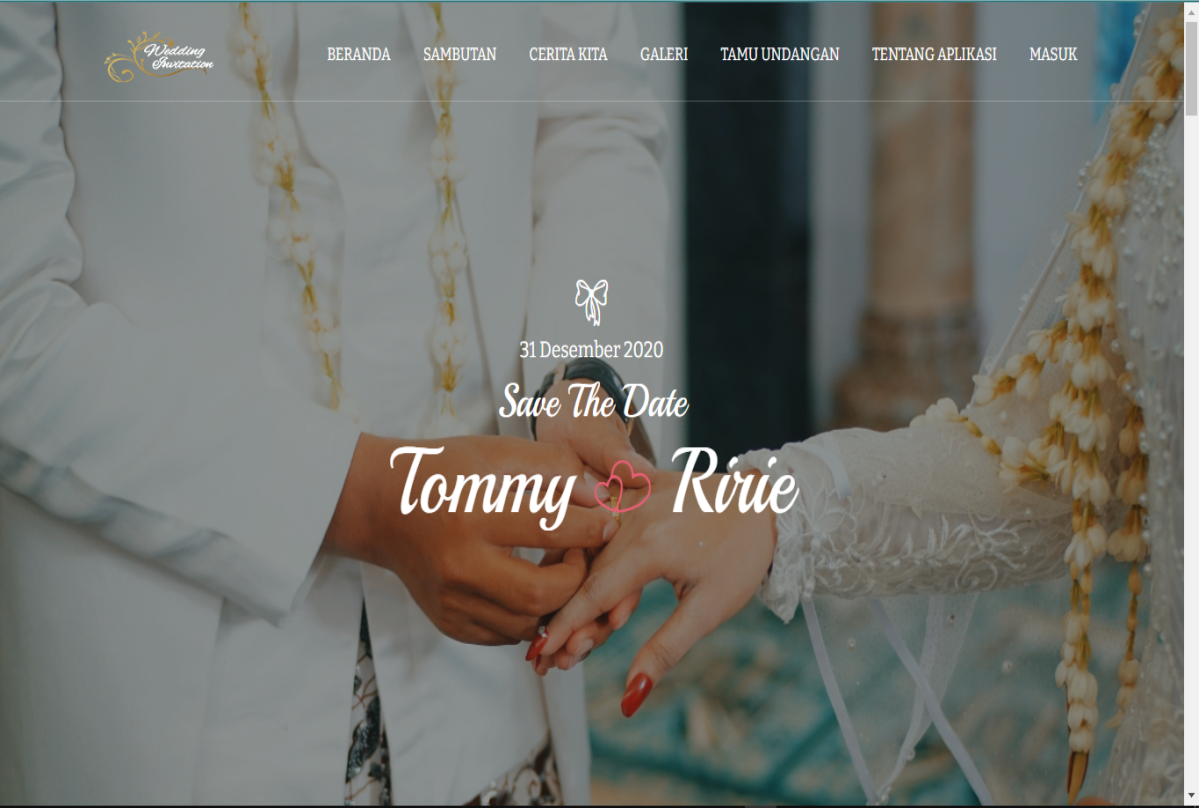 Wedding
Invitation
BERANDA SAMBUTAN CERITA KITA GALERI TAMU UNDANGAN TENTANG APLIKASI MASUK
31 Desember 2020
Save The Date
Tommy Ririe